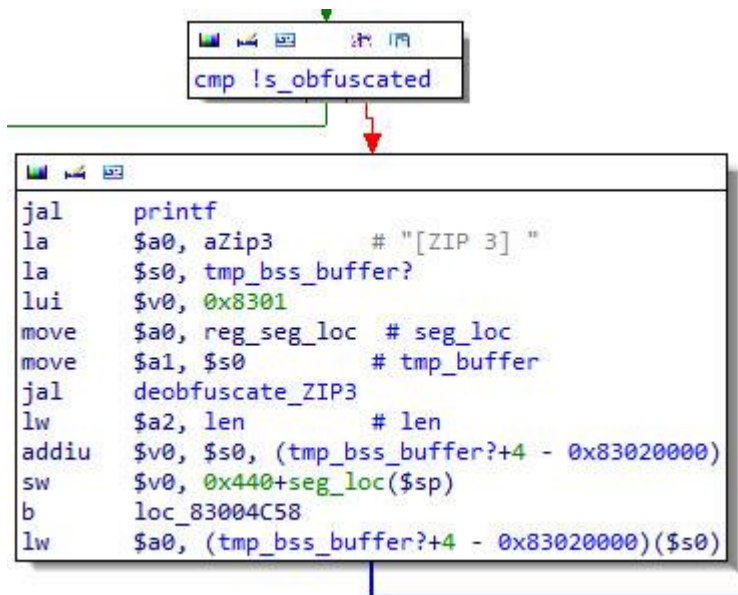 cmp !s_obfuscated
jal printf
la $a0, aZip3 # "[ZIP 3] "
la $s0, tmp_bss_buffer?
lui $v0, 0x8301
move $a0, reg_seg_loc # seg_loc
move $a1, $s0 # tmp_buffer
jal deobfuscate_ZIP3
lw $a2, len # len
addiu $v0, $s0, (tmp_bss_buffer?+4 - 0x83020000)
sw $v0, 0x440+seg_loc($sp)
b loc_83004C58
lw $a0, (tmp_bss_buffer?+4 - 0x83020000)($s0)